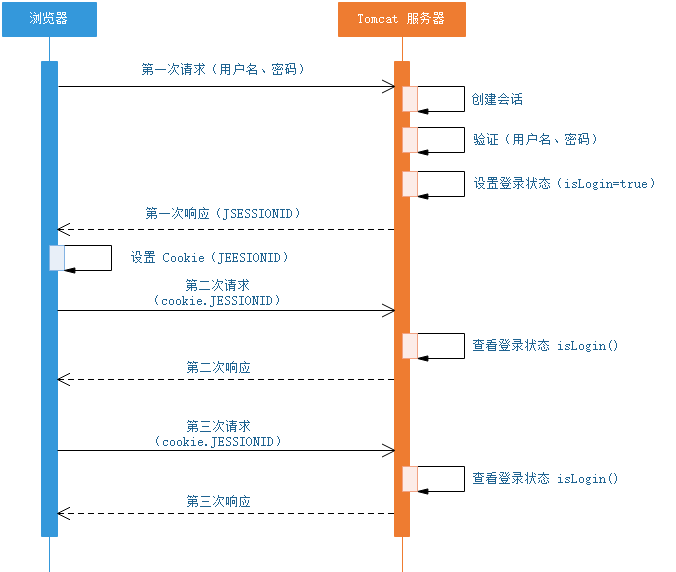 浏览器
Tomcat 服务器
第一次请求（用户名、密码）
创建会话
验证（用户名、密码）
设置登录状态（isLogin=true）
第一次响应（JSESSIONID）
设置 Cookie（JEESIONID）
第二次请求
（cookie.JESSIONID）
查看登录状态 isLogin()
第二次响应
第三次请求
（cookie.JESSIONID）
查看登录状态 isLogin()
第三次响应